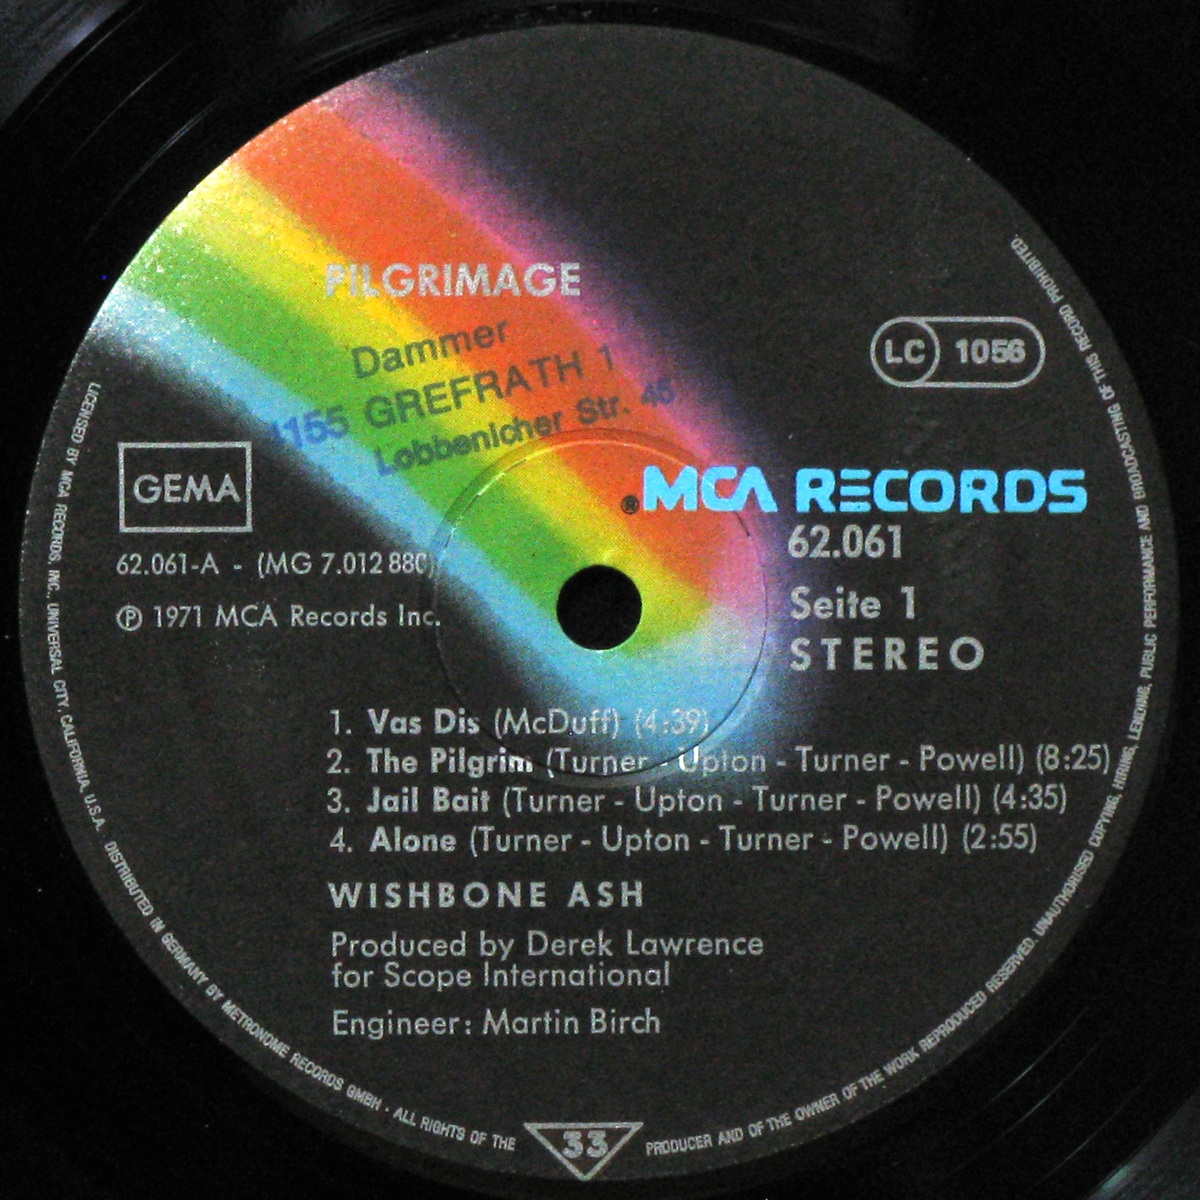 PILGRIMAGE
Dammer
4155 GREFRATH 1
Lobbenicher Str. 45
LC 1056
GEMA
® MCA RECORDS
62.061
62.061-A - (MG 7.012 880)
Seite 1
℗ 1971 MCA Records Inc.
STEREO
1. Vas Dis (McDuff) (4:39)
2. The Pilgrim (Turner - Upton - Turner - Powell) (8:25)
3. Jail Bait (Turner - Upton - Turner - Powell) (4:35)
4. Alone (Turner - Upton - Turner - Powell) (2:55)
WISHBONE ASH
Produced by Derek Lawrence
for Scope International
Engineer: Martin Birch
LICENSED BY MCA RECORDS, INC., UNIVERSAL CITY, CALIFORNIA, U.S.A. DISTRIBUTED IN GERMANY BY METRONOME RECORDS GMBH · ALL RIGHTS OF THE
33
PRODUCER AND OF THE OWNER OF THE WORK REPRODUCED RESERVED. UNAUTHORISED COPYING, HIRING, LENDING, PUBLIC PERFORMANCE AND BROADCASTING OF THIS RECORD PROHIBITED.